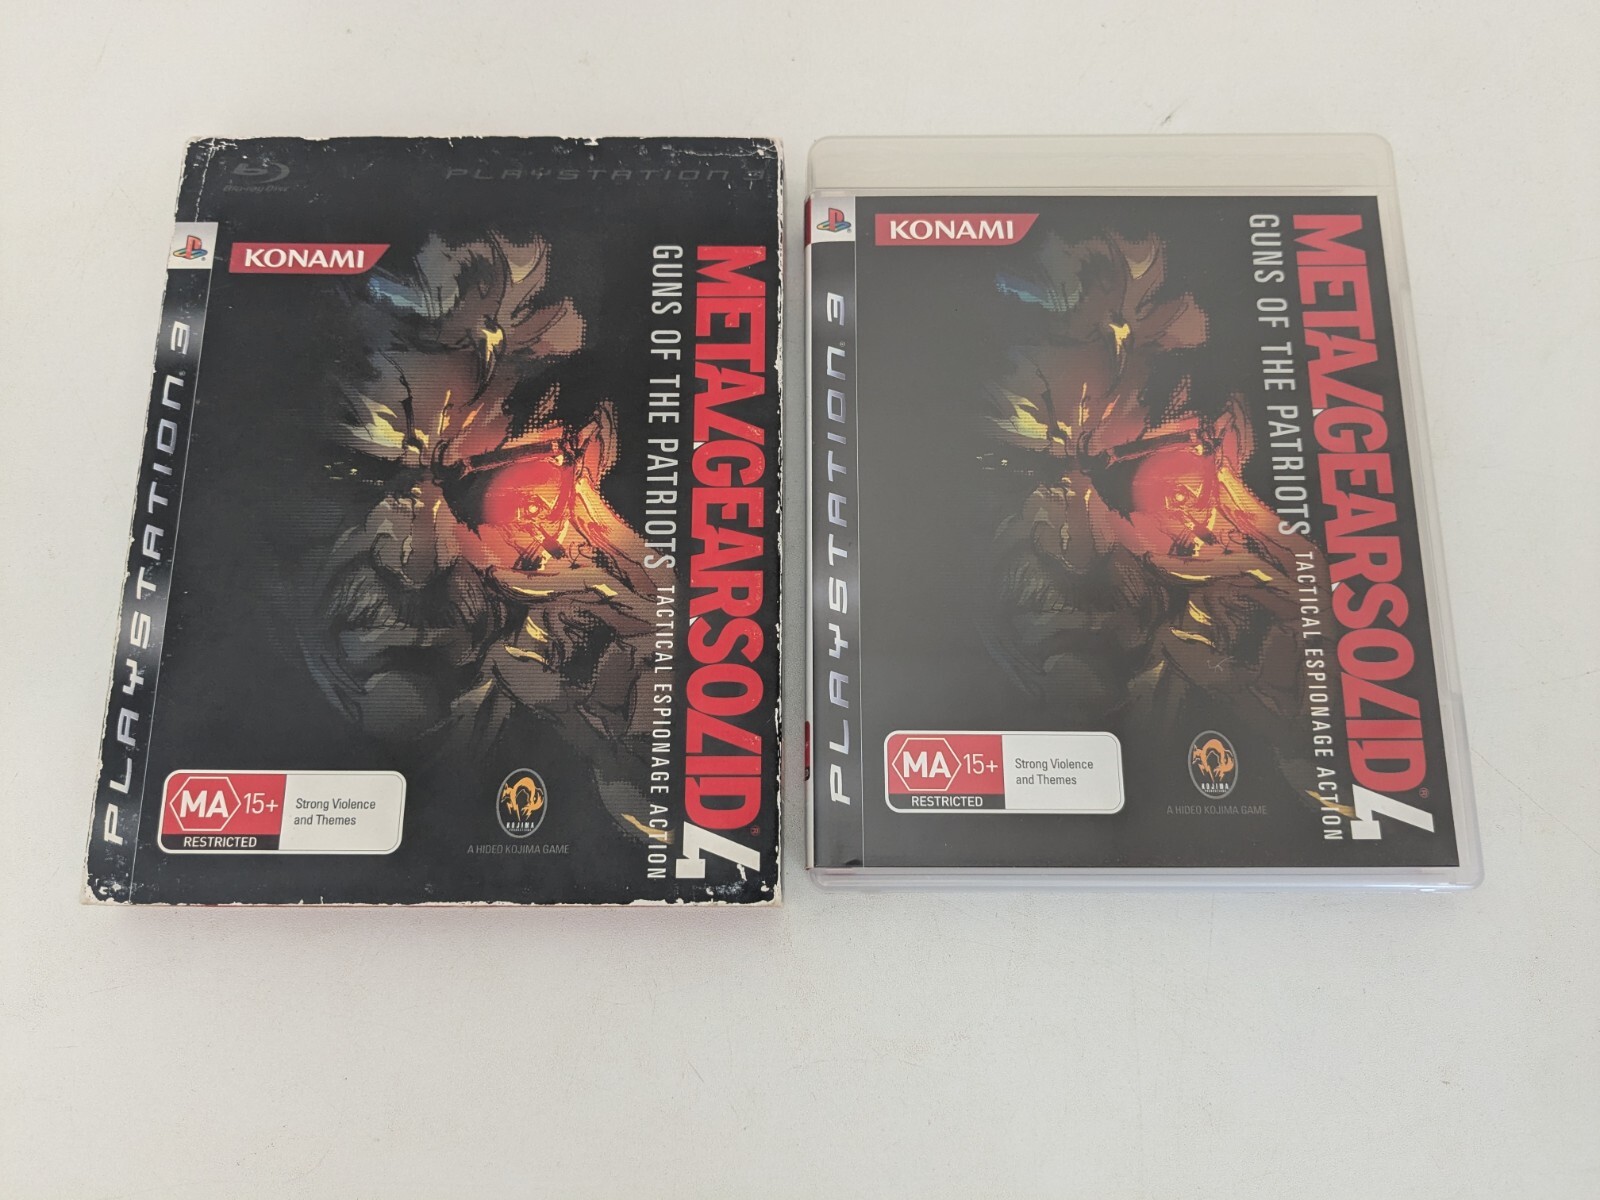 Blu-ray Disc
PLAYSTATION 3
KONAMI
PLAYSTATION 3
METAL GEAR SOLID 4
GUNS OF THE PATRIOTS TACTICAL ESPIONAGE ACTION
MA 15+
RESTRICTED
Strong Violence
and Themes
KOJIMA
A HIDEO KOJIMA GAME
KONAMI
PLAYSTATION 3
METAL GEAR SOLID 4
GUNS OF THE PATRIOTS TACTICAL ESPIONAGE ACTION
MA 15+
RESTRICTED
Strong Violence
and Themes
KOJIMA
A HIDEO KOJIMA GAME